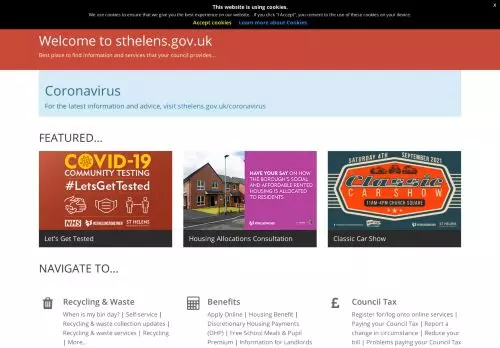 This website is using cookies.
x
We use cookies to ensure that we give you the best experience on our website. If you click "I Accept", you consent to the use of these cookies on your device.
Accept cookies Learn more about Cookies
Welcome to sthelens.gov.uk
Best place to find information and services that your council provides...
Coronavirus
For the latest information and advice, visit sthelens.gov.uk/coronavirus
FEATURED...
COVID-19
COMMUNITY TESTING
#LetsGetTested
NHS
ST HELENS
Let's Get Tested
HAVE YOUR SAY ON HOW
THE BOROUGH'S SOCIAL
AND AFFORDABLE RENTED
HOUSING IS ALLOCATED
TO RESIDENTS
Housing Allocations Consultation
SATURDAY 4TH SEPTEMBER 2021
Classic
CAR SHOW
11AM-4PM CHURCH SQUARE
ST HELENS
Classic Car Show
NAVIGATE TO...
Recycling & Waste
When is my bin day? | Self-service |
Recycling & waste collection updates |
Recycling & waste services | Recycling
| More...
Benefits
Apply Online | Housing Benefit |
Discretionary Housing Payments
(DHP) | Free School Meals & Pupil
Premium | Information for Landlords
£ Council Tax
Register for/log onto online services |
Paying your Council Tax | Report a
change in circumstance | Reduce your
bill | Problems paying your Council Tax